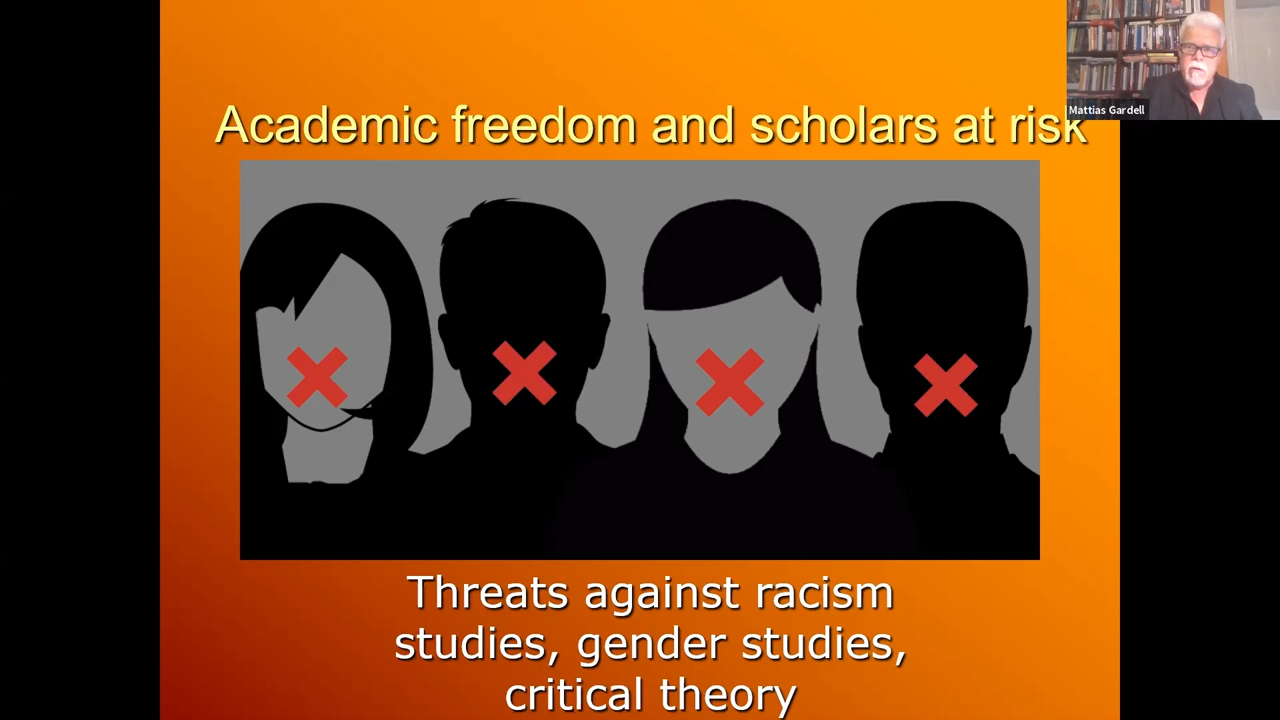 Academic freedom and scholars at risk
Mattias Gardell
Threats against racism
studies, gender studies,
critical theory